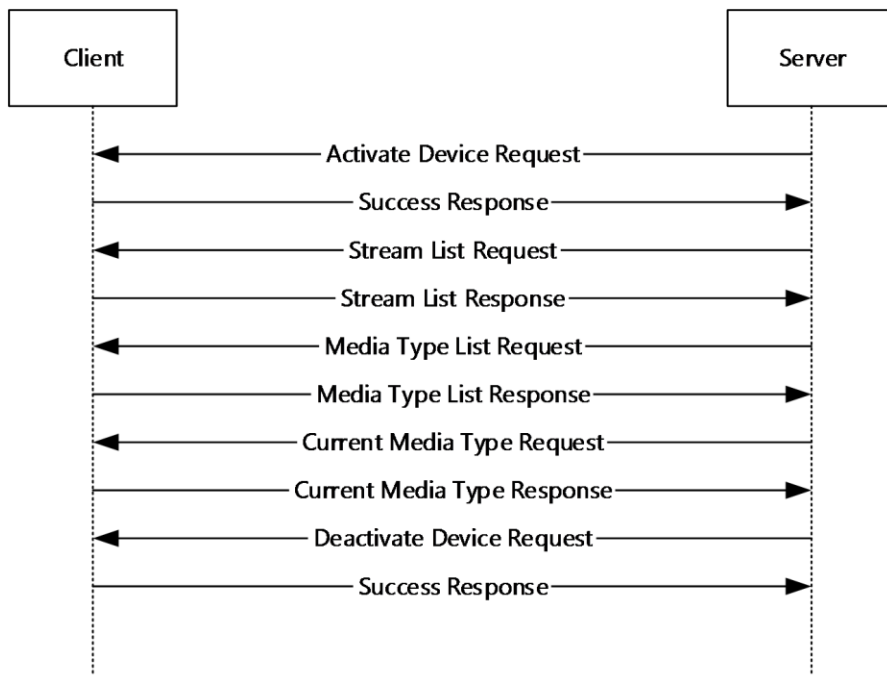 Client
Server
Activate Device Request
Success Response
Stream List Request
Stream List Response
Media Type List Request
Media Type List Response
Current Media Type Request
Current Media Type Response
Deactivate Device Request
Success Response